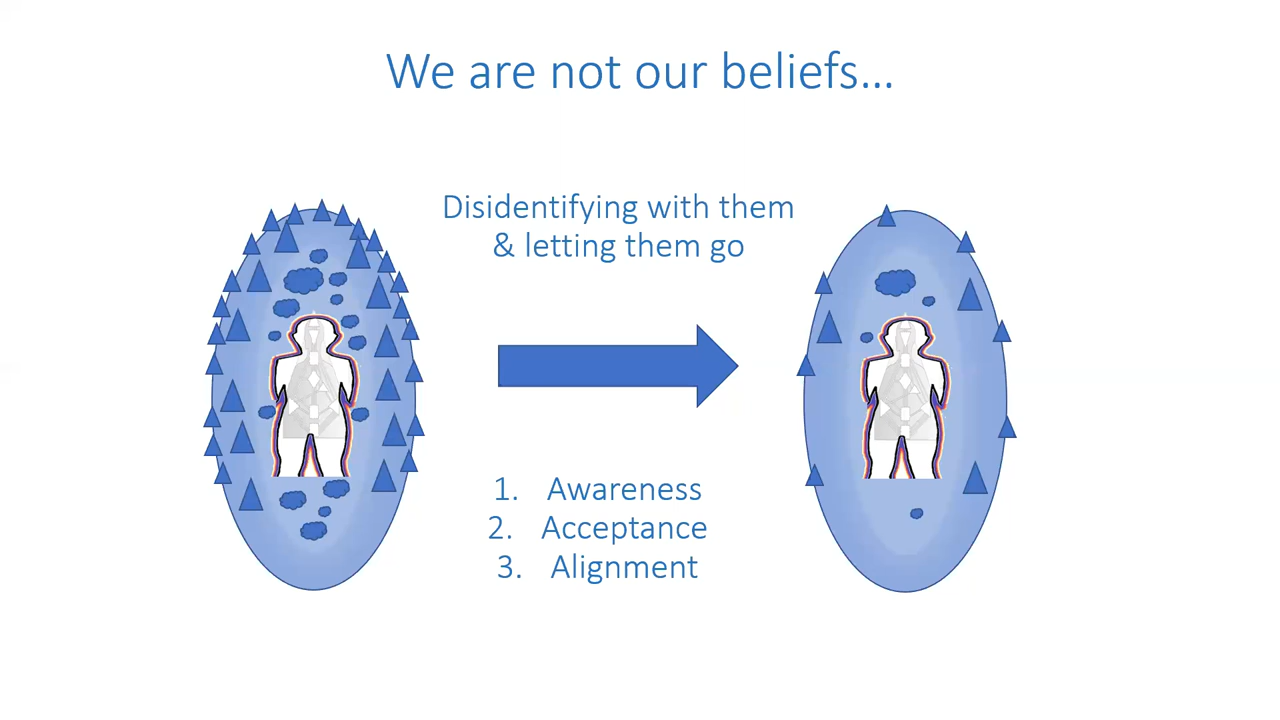 We are not our beliefs...
Disidentifying with them
& letting them go
1. Awareness
2. Acceptance
3. Alignment